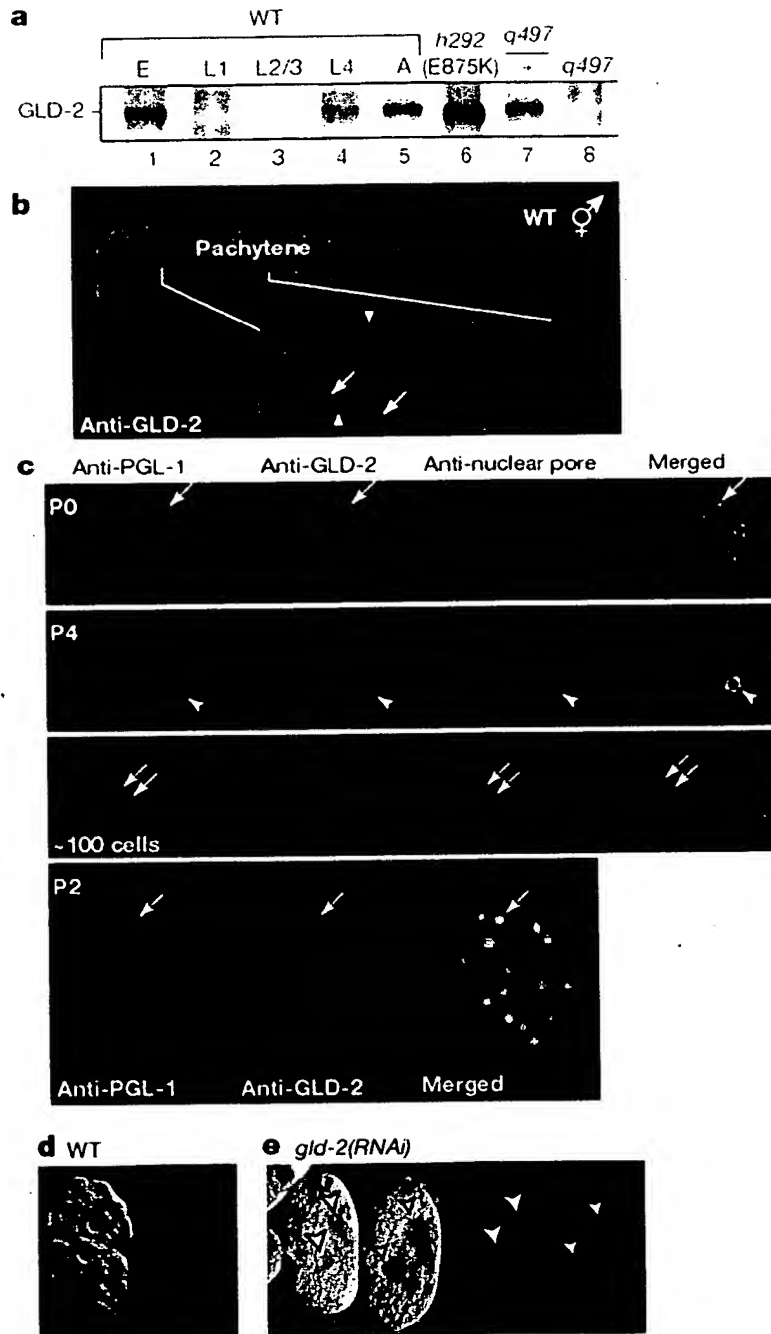 a
WT
E L1 L2/3 L4 A h292 (E875K) q497/+ q497
GLD-2
1 2 3 4 5 6 7 8
b
WT ⚥
Pachytene
Anti-GLD-2
c
Anti-PGL-1 Anti-GLD-2 Anti-nuclear pore Merged
P0
P4
~100 cells
P2
Anti-PGL-1 Anti-GLD-2 Merged
d WT
e gld-2(RNAi)